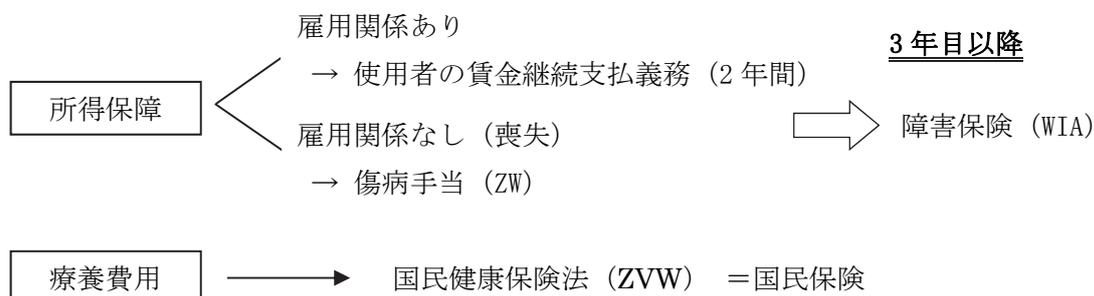 雇用関係あり
3年目以降
→ 使用者の賃金継続支払義務（2年間）
所得保障
障害保険（WIA）
雇用関係なし（喪失）
→ 傷病手当（ZW）
療養費用
国民健康保険法（ZVW） ＝国民保険